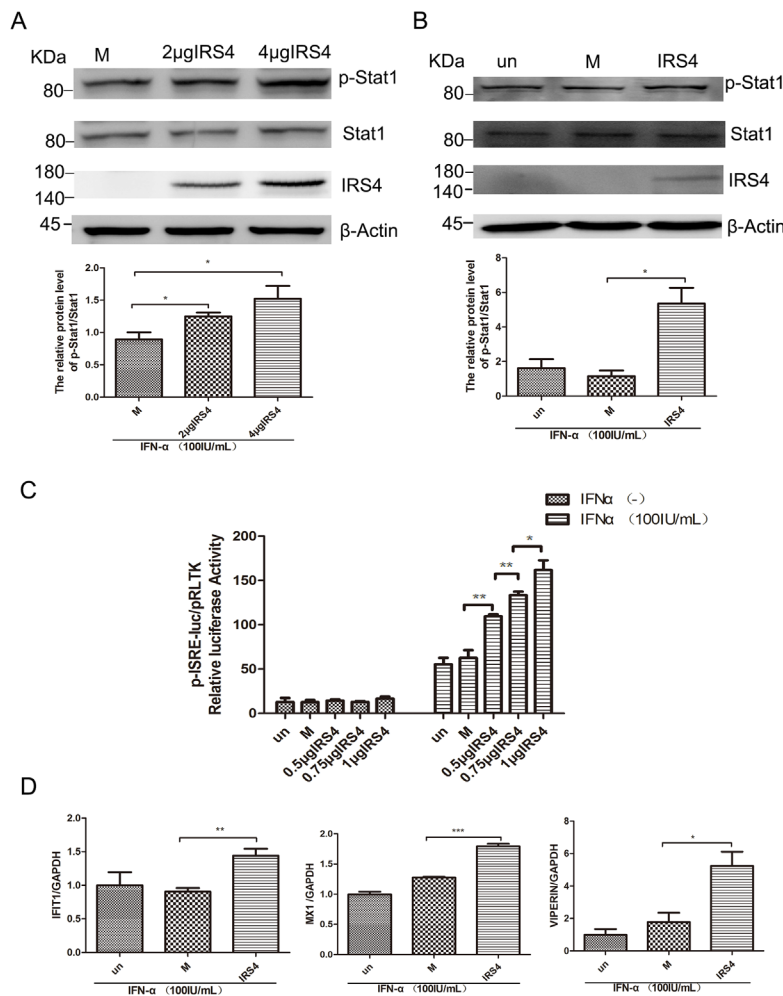 A
KDa M 2μgIRS4 4μgIRS4
80 p-Stat1
80 Stat1
180
140 IRS4
45 β-Actin
The relative protein level
of p-Stat1/Stat1
2.0
1.5
1.0
0.5
0.0
* *
M 2μgIRS4 4μgIRS4
IFN-α （100IU/mL）
B
KDa un M IRS4
80 p-Stat1
80 Stat1
180
140 IRS4
45 β-Actin
The relative protein level
of p-Stat1/Stat1
8
6
4
2
0
*
un M IRS4
IFN-α （100IU/mL）
C
IFNα （-）
IFNα （100IU/mL）
p-ISRE-luc/pRLTK
Relative luciferase Activity
200
150
100
50
0
** ** *
un M 0.5μgIRS4 0.75μgIRS4 1μgIRS4 un M 0.5μgIRS4 0.75μgIRS4 1μgIRS4
D
IFIT1/GAPDH
2.0
1.5
1.0
0.5
0.0
**
un M IRS4
IFN-α （100IU/mL）
MX1 /GAPDH
2.0
1.5
1.0
0.5
0.0
***
un M IRS4
IFN-α （100IU/mL）
VIPERIN/GAPDH
8
6
4
2
0
*
un M IRS4
IFN-α （100IU/mL）